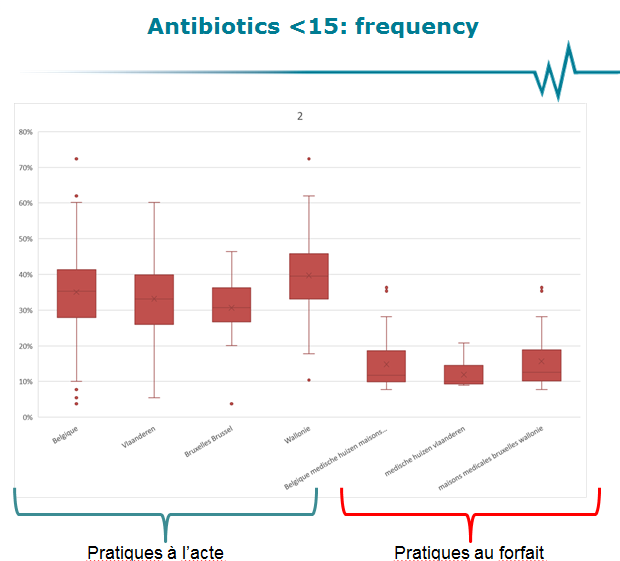 Antibiotics <15: frequency
2
80%
70%
60%
50%
40%
30%
20%
10%
0%
Belgique
Vlaanderen
Bruxelles Brussel
Wallonie
Belgique medische huizen maisons...
medische huizen vlaanderen
maisons medicales bruxelles wallonie
Pratiques à l'acte
Pratiques au forfait